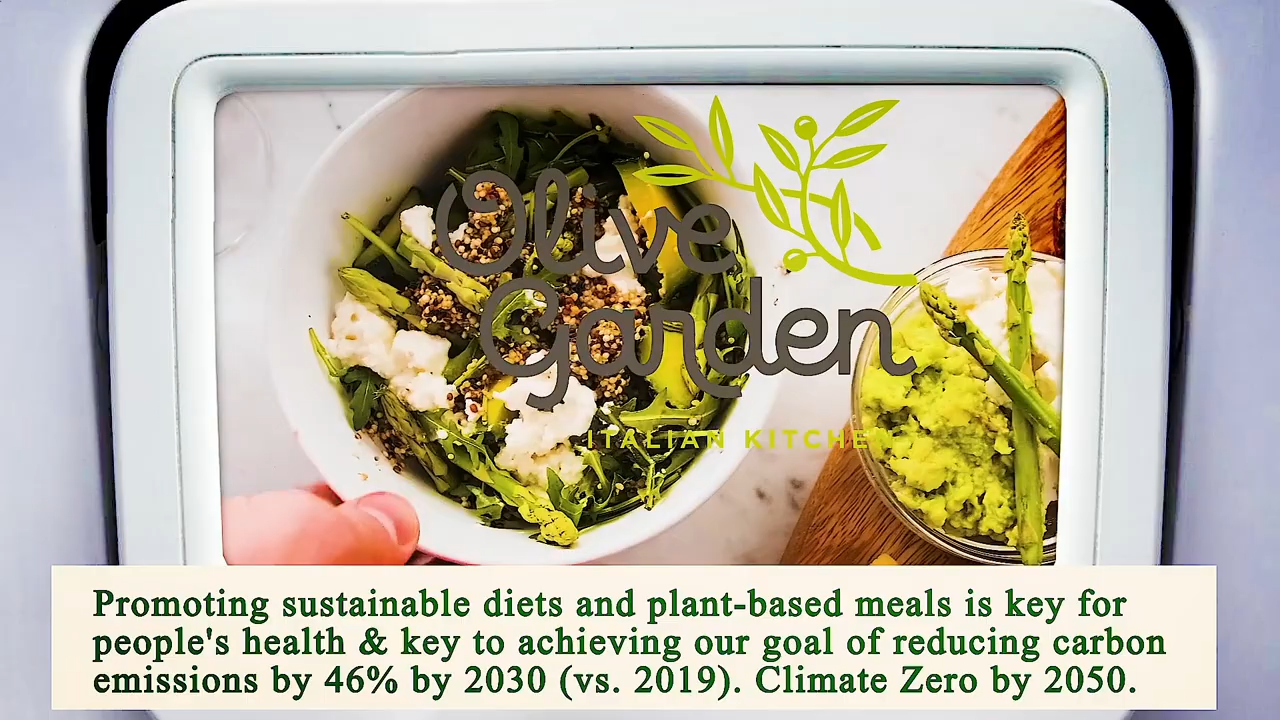 Olive
Garden
ITALIAN KITCHEN
Promoting sustainable diets and plant-based meals is key for
people's health & key to achieving our goal of reducing carbon
emissions by 46% by 2030 (vs. 2019). Climate Zero by 2050.